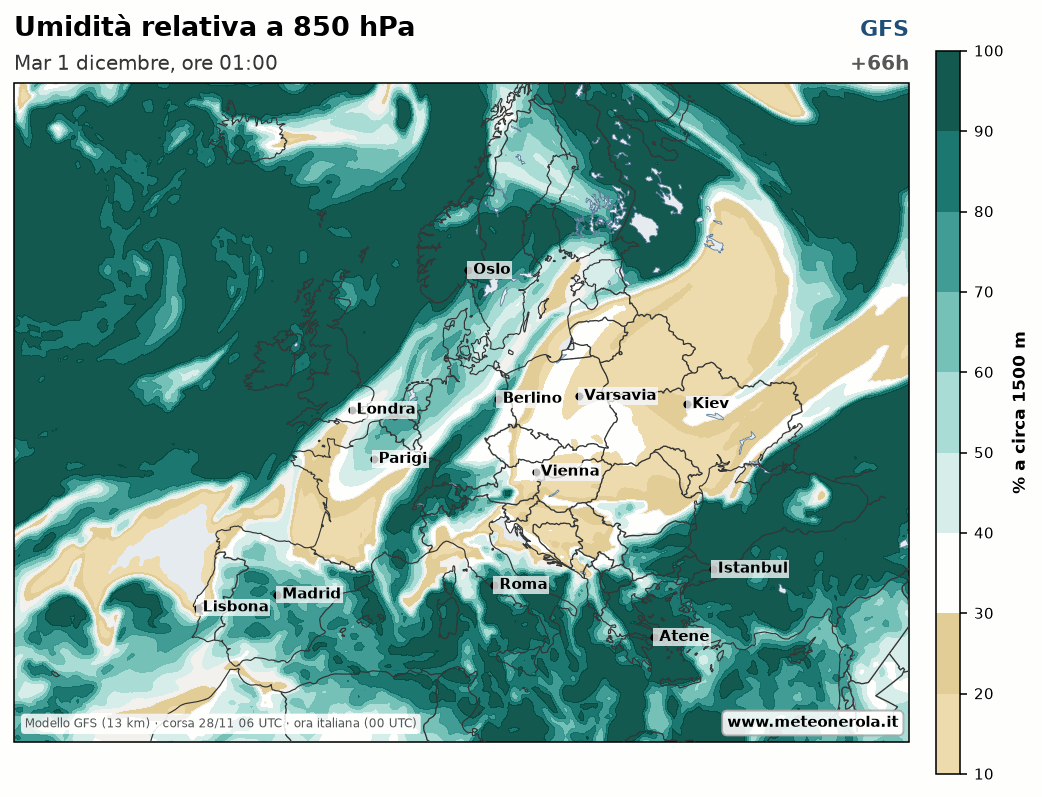 Umidità relativa a 850 hPa
GFS
Mar 1 dicembre, ore 01:00
+66h
100
90
80
70
60
50
40
30
20
10
% a circa 1500 m
Oslo
Londra
Berlino
Varsavia
Kiev
Parigi
Vienna
Istanbul
Roma
Madrid
Lisbona
Atene
Modello GFS (13 km) · corsa 28/11 06 UTC · ora italiana (00 UTC)
www.meteonerola.it